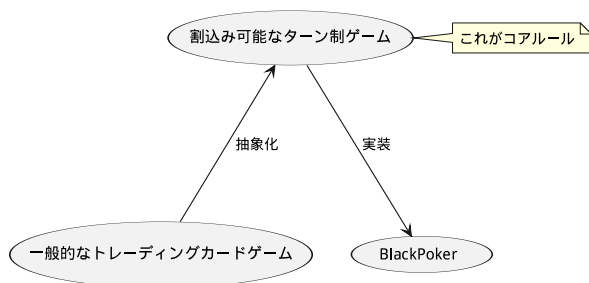 割込み可能なターン制ゲーム
これがコアルール
抽象化
実装
一般的なトレーディングカードゲーム
BlackPoker